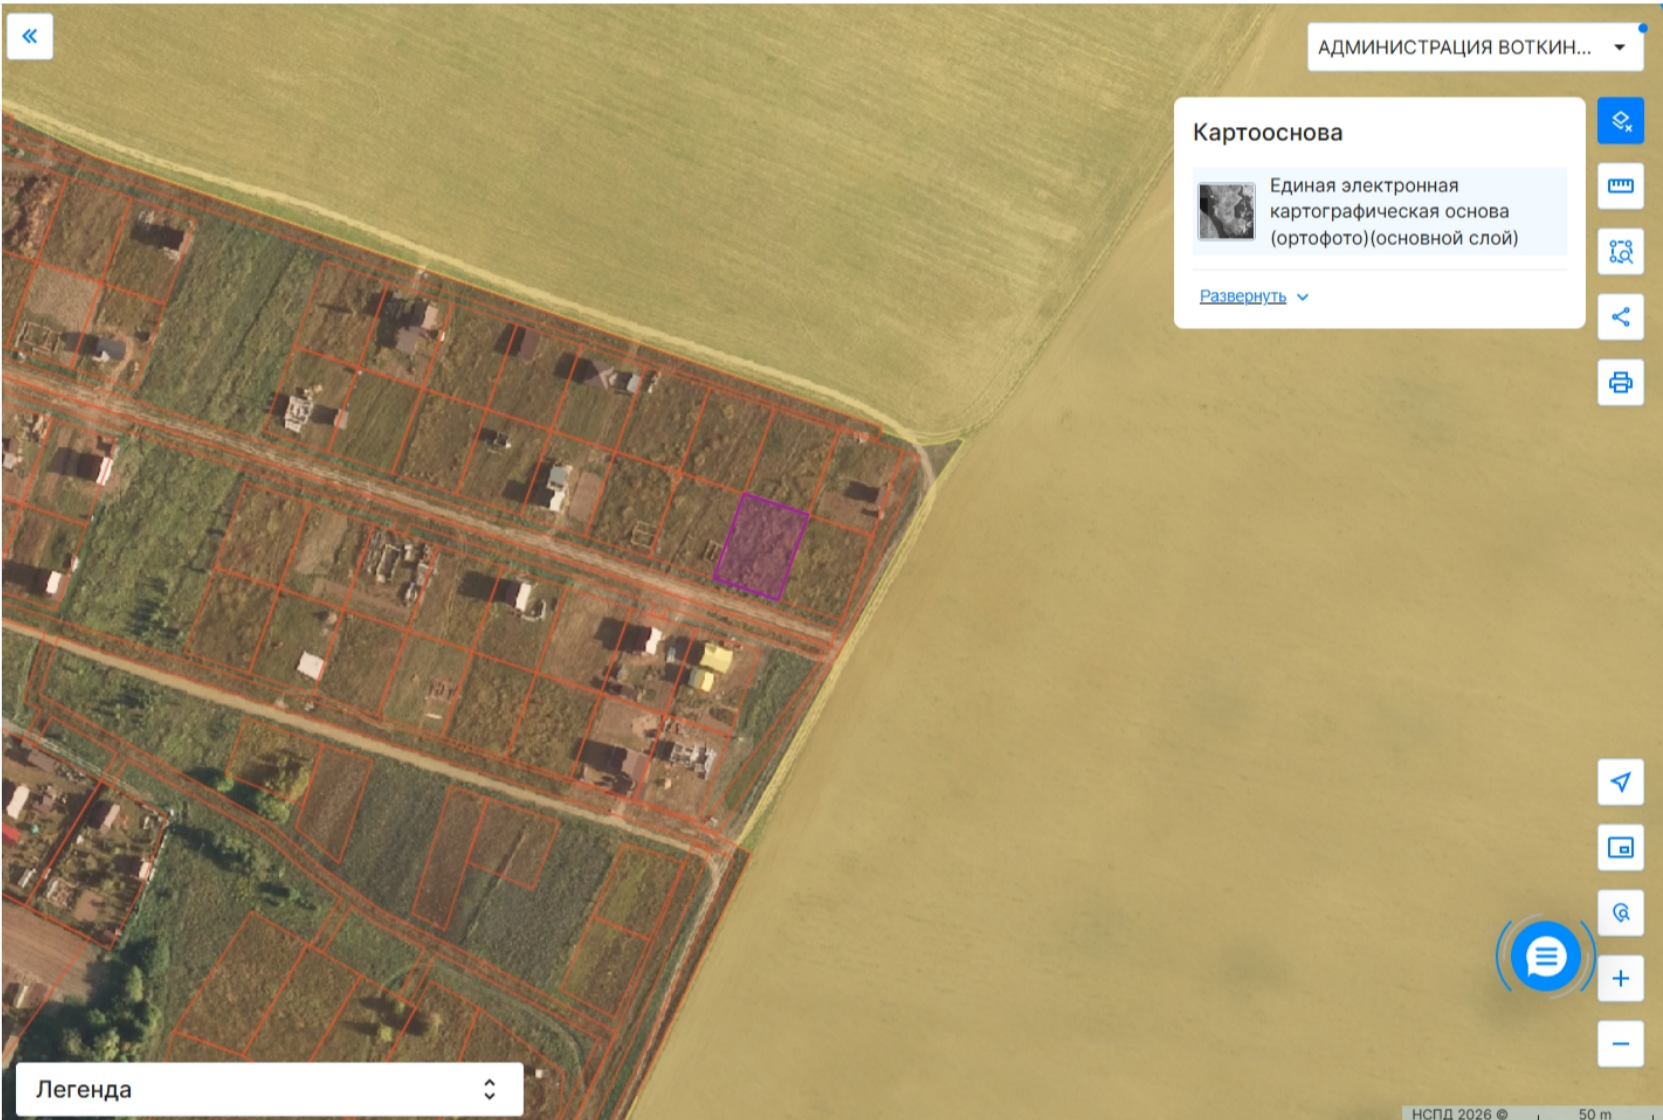 АДМИНИСТРАЦИЯ ВОТКИН...
Картооснова
Единая электронная
картографическая основа
(ортофото)(основной слой)
Развернуть
Легенда
НСПД 2026 ©
50 m